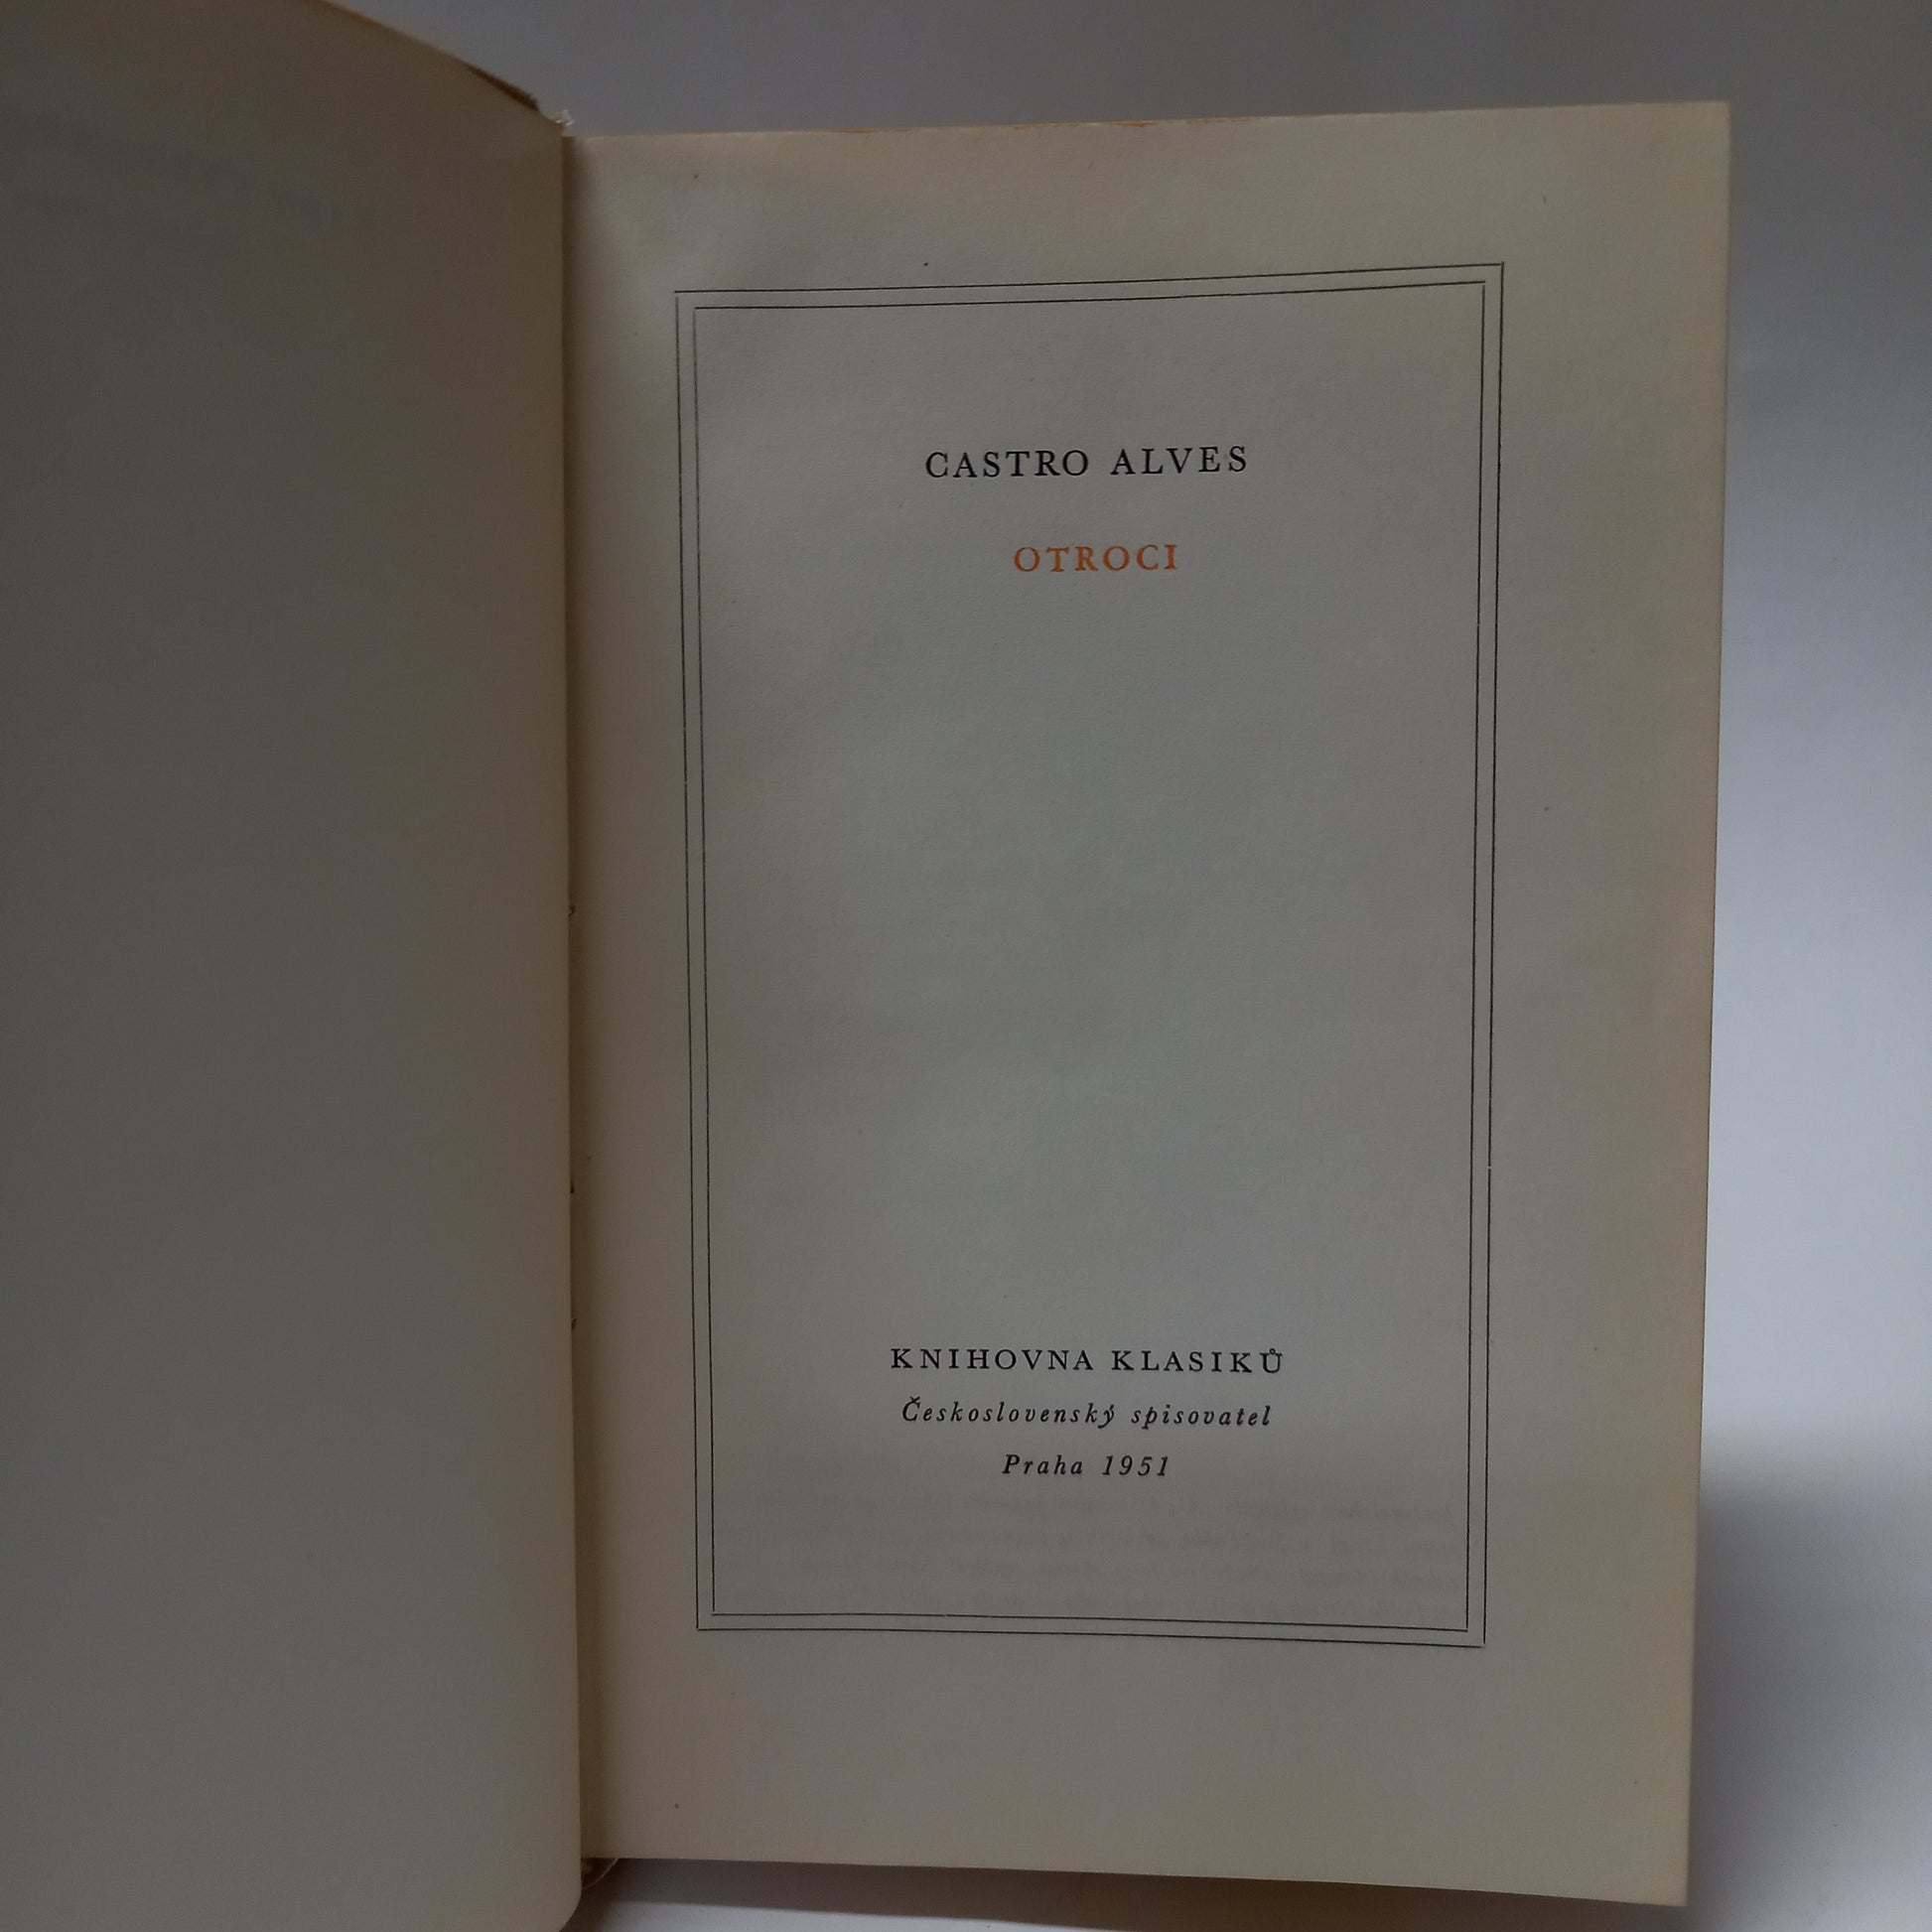 CASTRO ALVES
OTROCI
KNIHOVNA KLASIKŮ
Československý spisovatel
Praha 1951